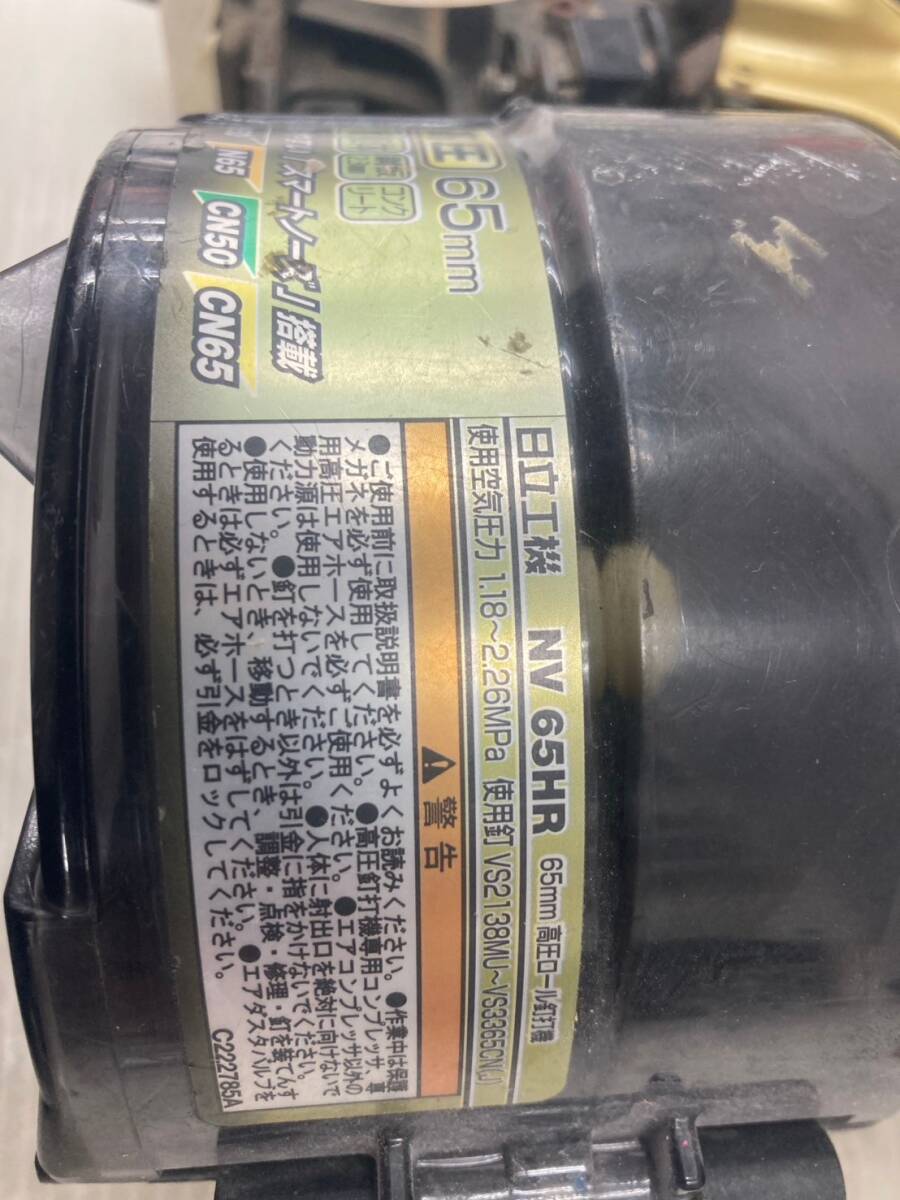 65mm
コンク
リート
スマートノーズ」搭載
N65
CN50
CN65
日立工機 NV 65HR 65mm 高圧ロール釘打機
使用空気圧力 1.18〜2.26MPa 使用釘 VS2138MU〜VS3365CN(J)
⚠警告
●ご使用前に取扱説明書を必ずよくお読みください。●作業中は保護
メガネを必ず使用してください。●高圧釘打機専用コンプレッサ、専
用高圧エアホースを必ずご使用ください。●エアコンプレッサ以外の
動力源は使用しないでください。●人体に射出口を絶対に向けないで
ください。●釘を打つとき以外は引金に指をかけないでください。
●使用しないとき、移動するとき、調整・点検・修理・釘を装てんす
るときは必ずエアホースをはずしてください。●エアダスタバルブを
使用するときは、必ず引金をロックしてください。
C222785A